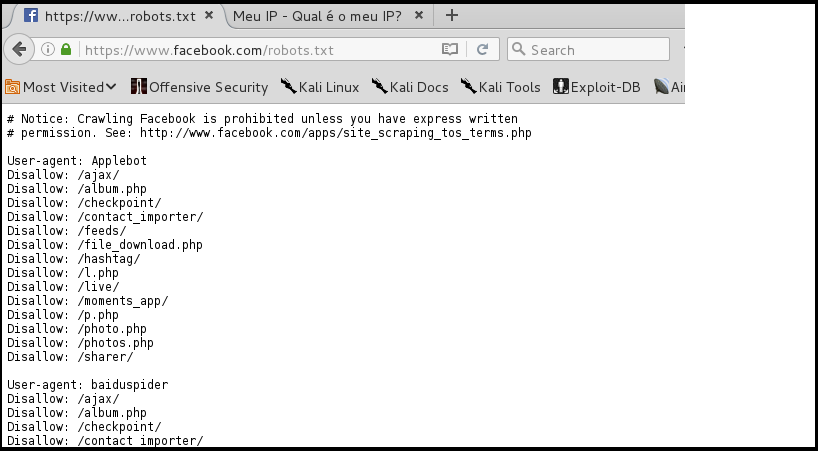 https://ww...robots.txt
Meu IP - Qual é o meu IP?
https://www.facebook.com/robots.txt
Search
Most Visited
Offensive Security
Kali Linux
Kali Docs
Kali Tools
Exploit-DB
Air
# Notice: Crawling Facebook is prohibited unless you have express written
# permission. See: http://www.facebook.com/apps/site_scraping_tos_terms.php
User-agent: Applebot
Disallow: /ajax/
Disallow: /album.php
Disallow: /checkpoint/
Disallow: /contact_importer/
Disallow: /feeds/
Disallow: /file_download.php
Disallow: /hashtag/
Disallow: /l.php
Disallow: /live/
Disallow: /moments_app/
Disallow: /p.php
Disallow: /photo.php
Disallow: /photos.php
Disallow: /sharer/
User-agent: baiduspider
Disallow: /ajax/
Disallow: /album.php
Disallow: /checkpoint/
Disallow: /contact_importer/